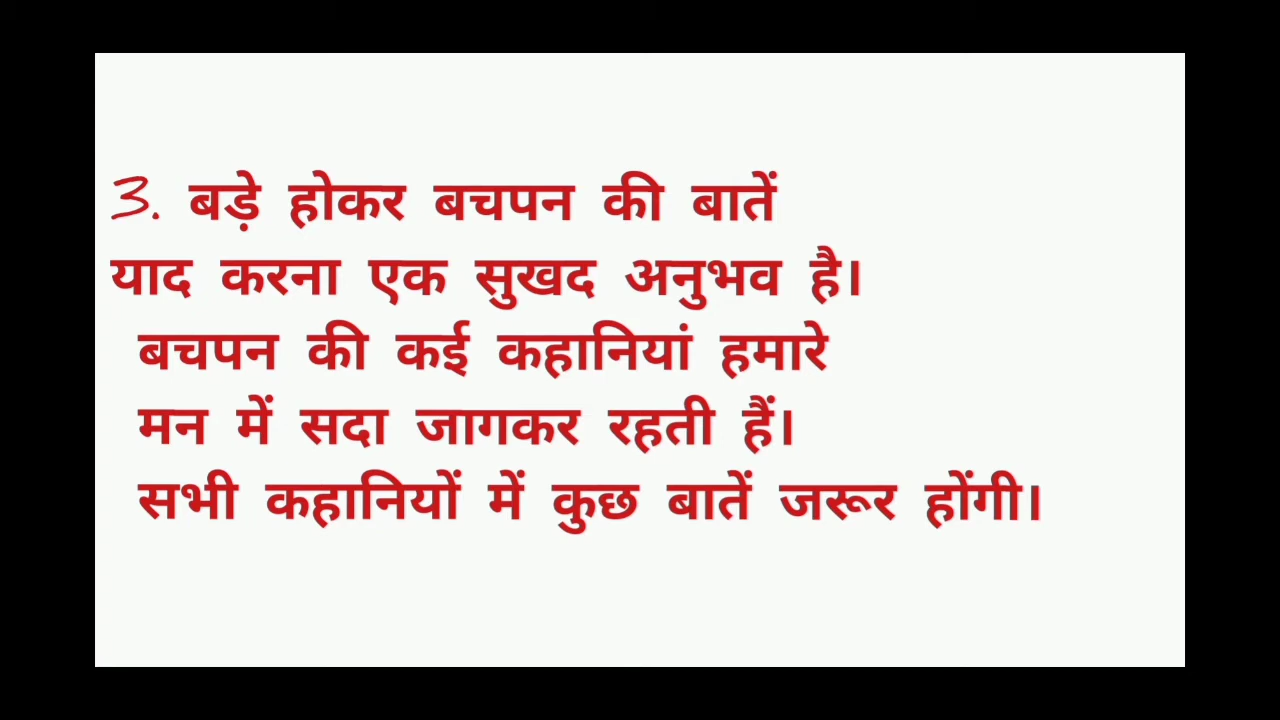 3. बड़े होकर बचपन की बातें
याद करना एक सुखद अनुभव है।
बचपन की कई कहानियां हमारे
मन में सदा जागकर रहती हैं।
सभी कहानियों में कुछ बातें जरूर होंगी।